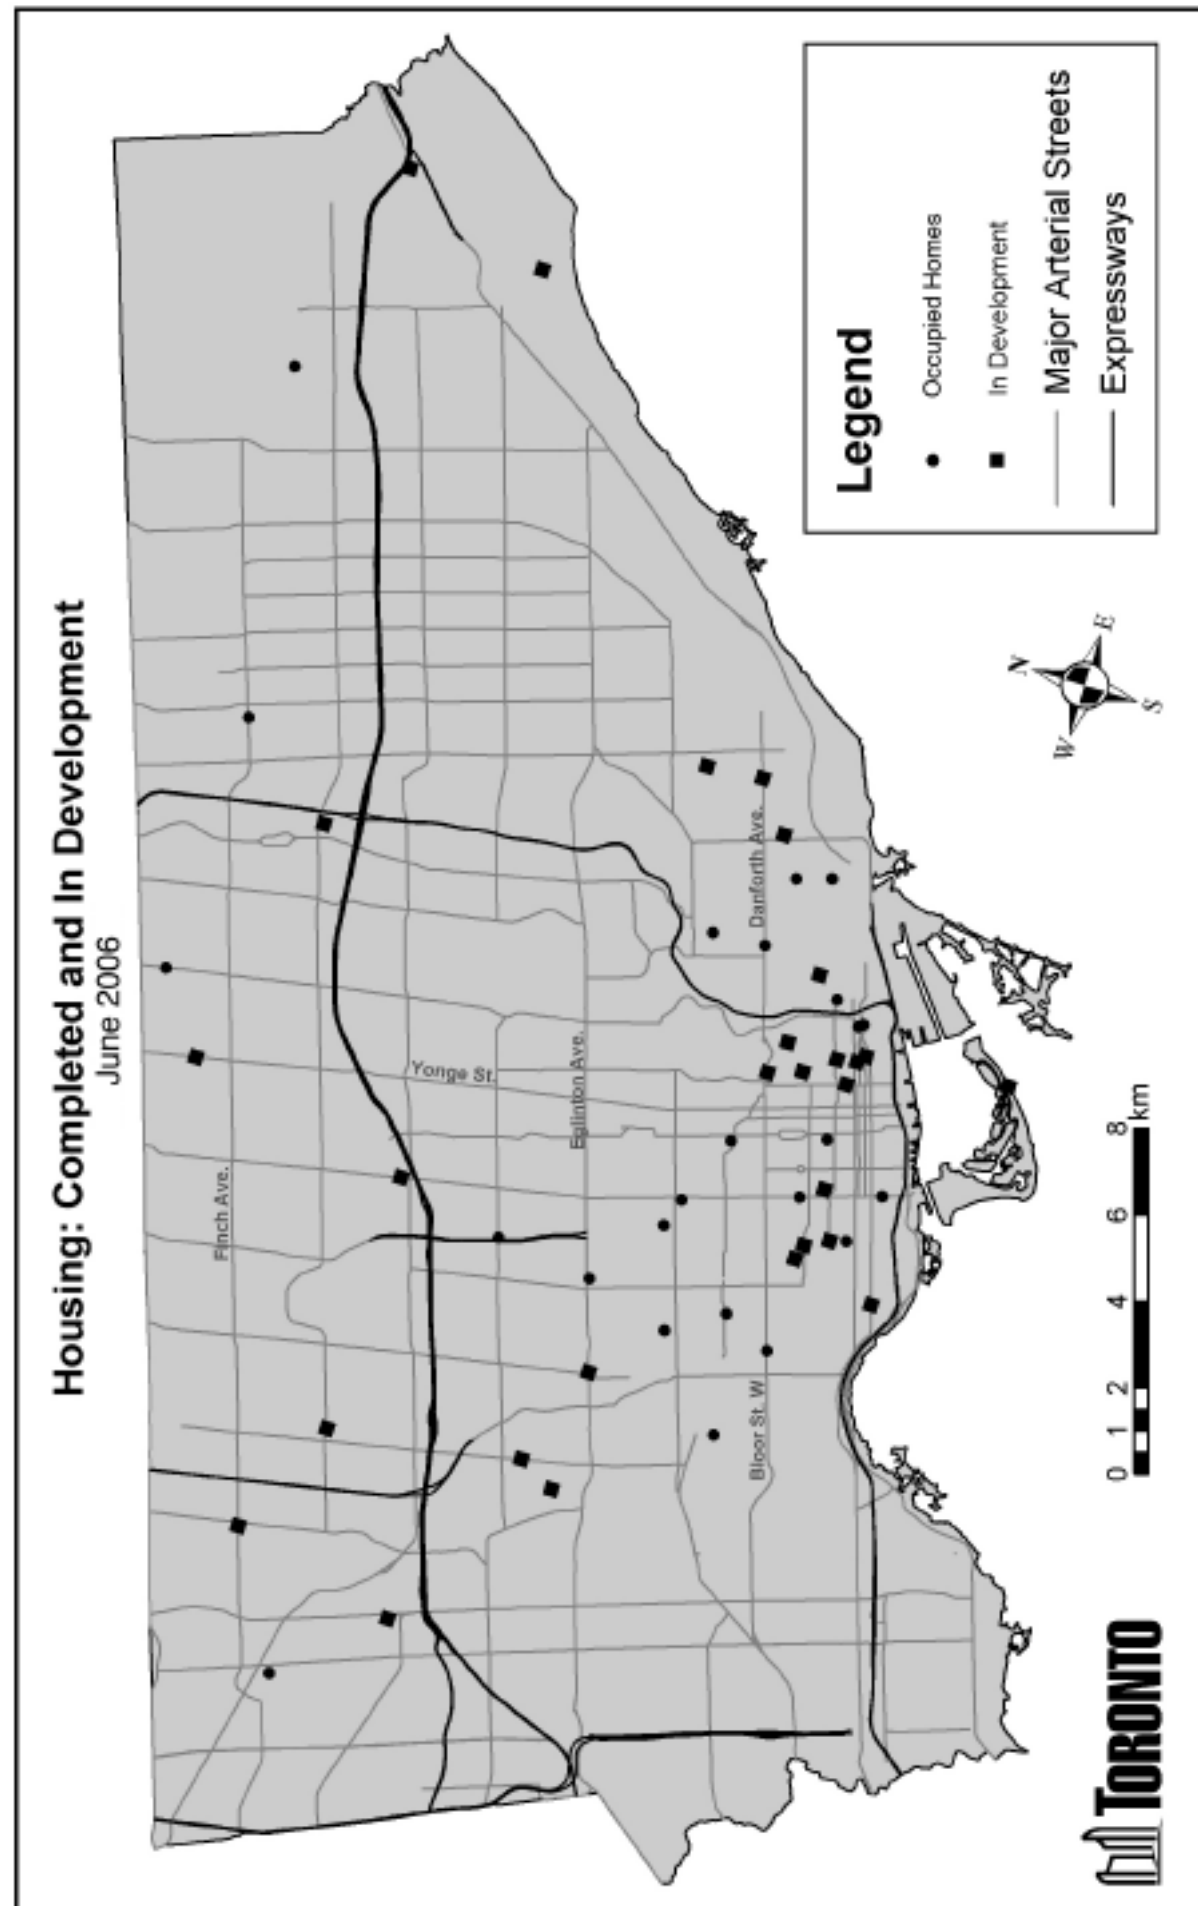 Housing: Completed and In Development
June 2006
Finch Ave.
Yonge St.
Eglinton Ave.
Danforth Ave.
Bloor St. W
Legend
Occupied Homes
In Development
Major Arterial Streets
Expressways
N
E
S
W
0 1 2 4 6 8
km
TORONTO